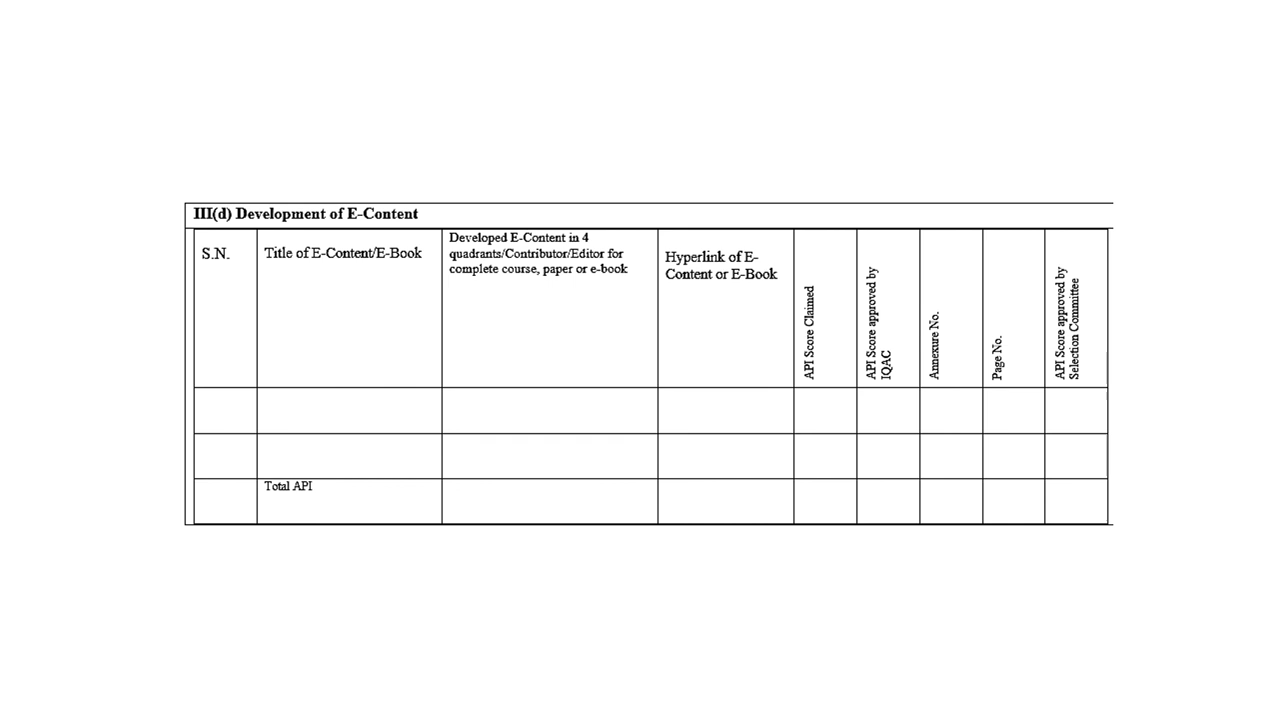 III(d) Development of E-Content
S.N.
Title of E-Content/E-Book
Developed E-Content in 4
quadrants/Contributor/Editor for
complete course, paper or e-book
Hyperlink of E-
Content or E-Book
API Score Claimed
API Score approved by
IQAC
Annexure No.
Page No.
API Score approved by
Selection Committee
Total API